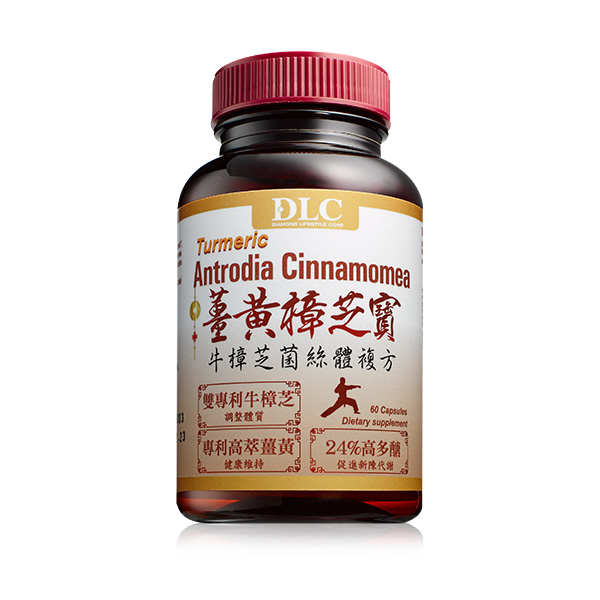 DLC
DIAMOND LIFESTYLE CORP
Turmeric
Antrodia Cinnamomea
薑黃樟芝寶
牛樟芝菌絲體複方
雙專利牛樟芝
調整體質
60 Capsules
Dietary supplement
專利高萃薑黃
健康維持
24%高多醣
促進新陳代謝